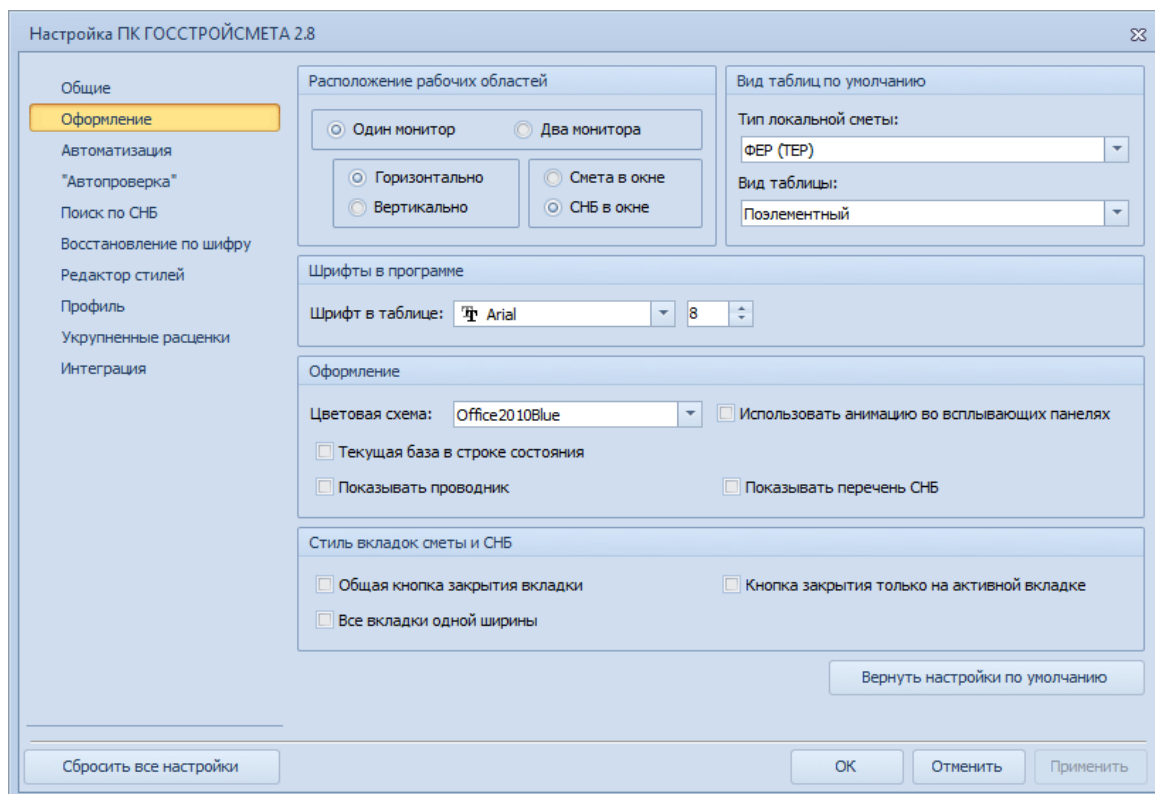 Настройка ПК ГОССТРОЙСМЕТА 2.8
Общие
Оформление
Автоматизация
"Автопроверка"
Поиск по СНБ
Восстановление по шифру
Редактор стилей
Профиль
Укрупненные расценки
Интеграция
Расположение рабочих областей
Один монитор
Два монитора
Горизонтально
Вертикально
Смета в окне
СНБ в окне
Вид таблиц по умолчанию
Тип локальной сметы:
ФЕР (ТЕР)
Вид таблицы:
Поэлементный
Шрифты в программе
Шрифт в таблице: Arial 8
Оформление
Цветовая схема: Office2010Blue Использовать анимацию во всплывающих панелях
Текущая база в строке состояния
Показывать проводник Показывать перечень СНБ
Стиль вкладок сметы и СНБ
Общая кнопка закрытия вкладки Кнопка закрытия только на активной вкладке
Все вкладки одной ширины
Вернуть настройки по умолчанию
Сбросить все настройки ОК Отменить Применить